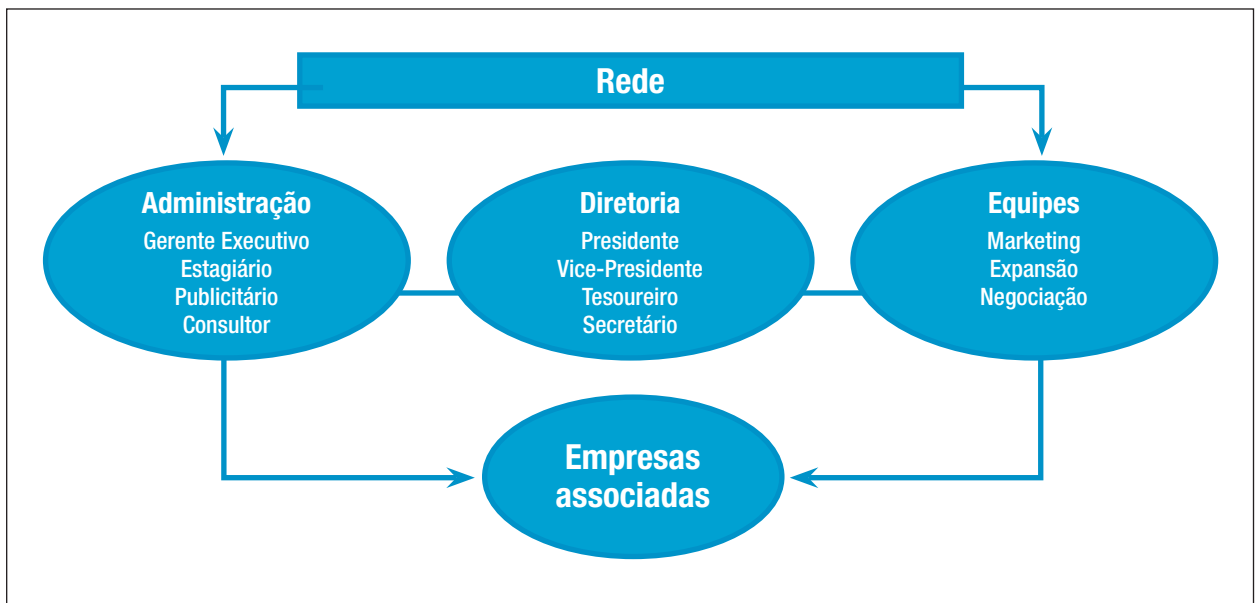 Rede
Administração
Gerente Executivo
Estagiário
Publicitário
Consultor
Diretoria
Presidente
Vice-Presidente
Tesoureiro
Secretário
Equipes
Marketing
Expansão
Negociação
Empresas
associadas